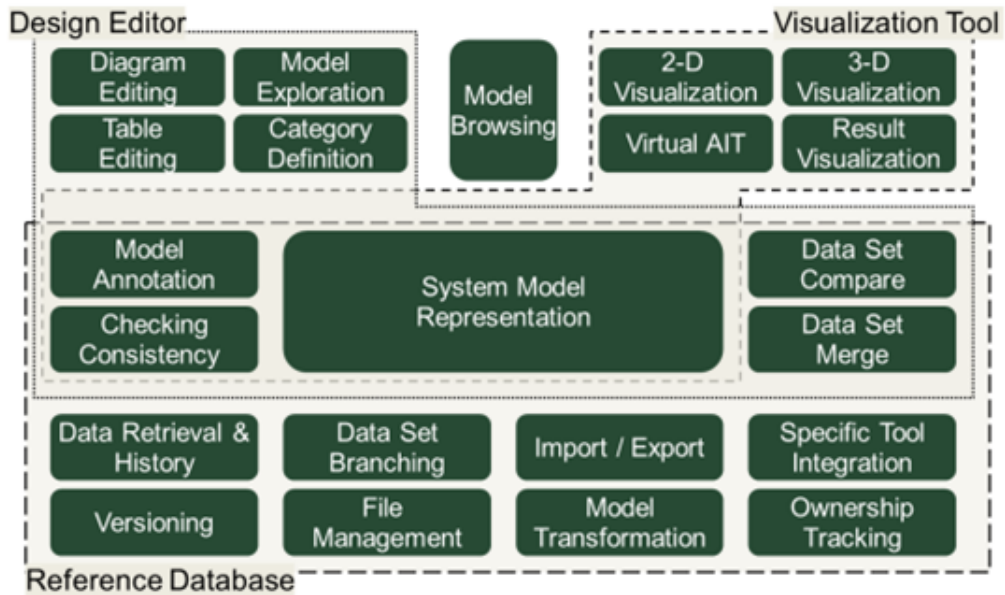 Design Editor
Visualization Tool
Diagram
Editing
Model
Exploration
Model
Browsing
2-D
Visualization
3-D
Visualization
Table
Editing
Category
Definition
Virtual AIT
Result
Visualization
Model
Annotation
System Model
Representation
Data Set
Compare
Checking
Consistency
Data Set
Merge
Data Retrieval &
History
Data Set
Branching
Import / Export
Specific Tool
Integration
Versioning
File
Management
Model
Transformation
Ownership
Tracking
Reference Database